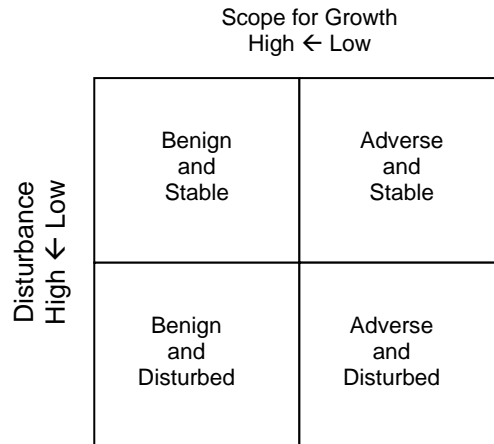 Scope for Growth
High ← Low
Benign
and
Stable
Adverse
and
Stable
Disturbance
High ← Low
Benign
and
Disturbed
Adverse
and
Disturbed